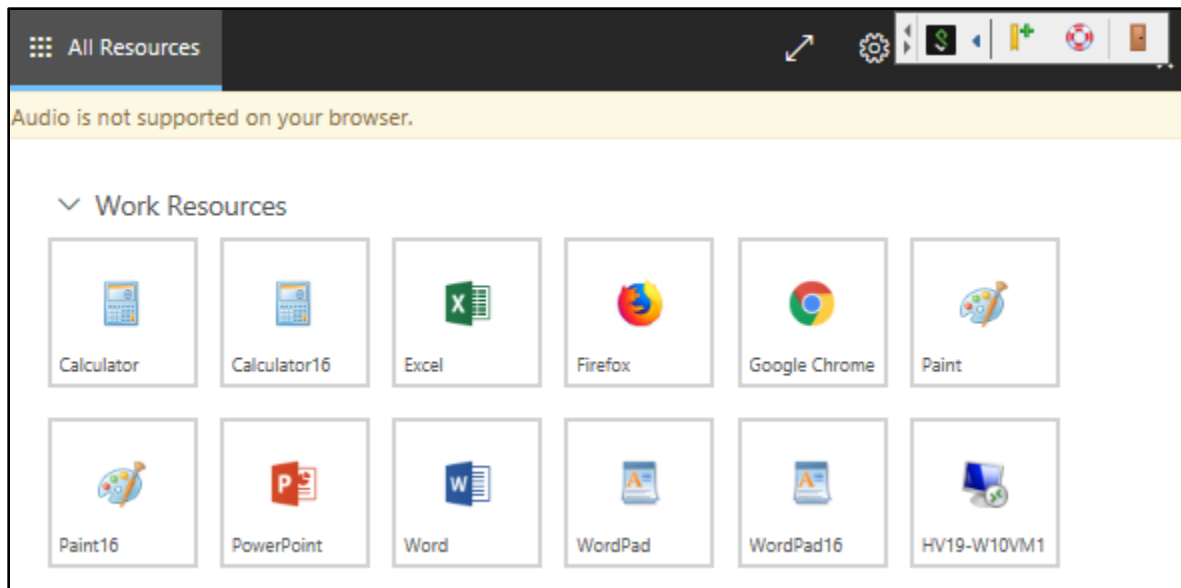 All Resources
Audio is not supported on your browser.
Work Resources
Calculator
Calculator16
Excel
Firefox
Google Chrome
Paint
Paint16
PowerPoint
Word
WordPad
WordPad16
HV19-W10VM1